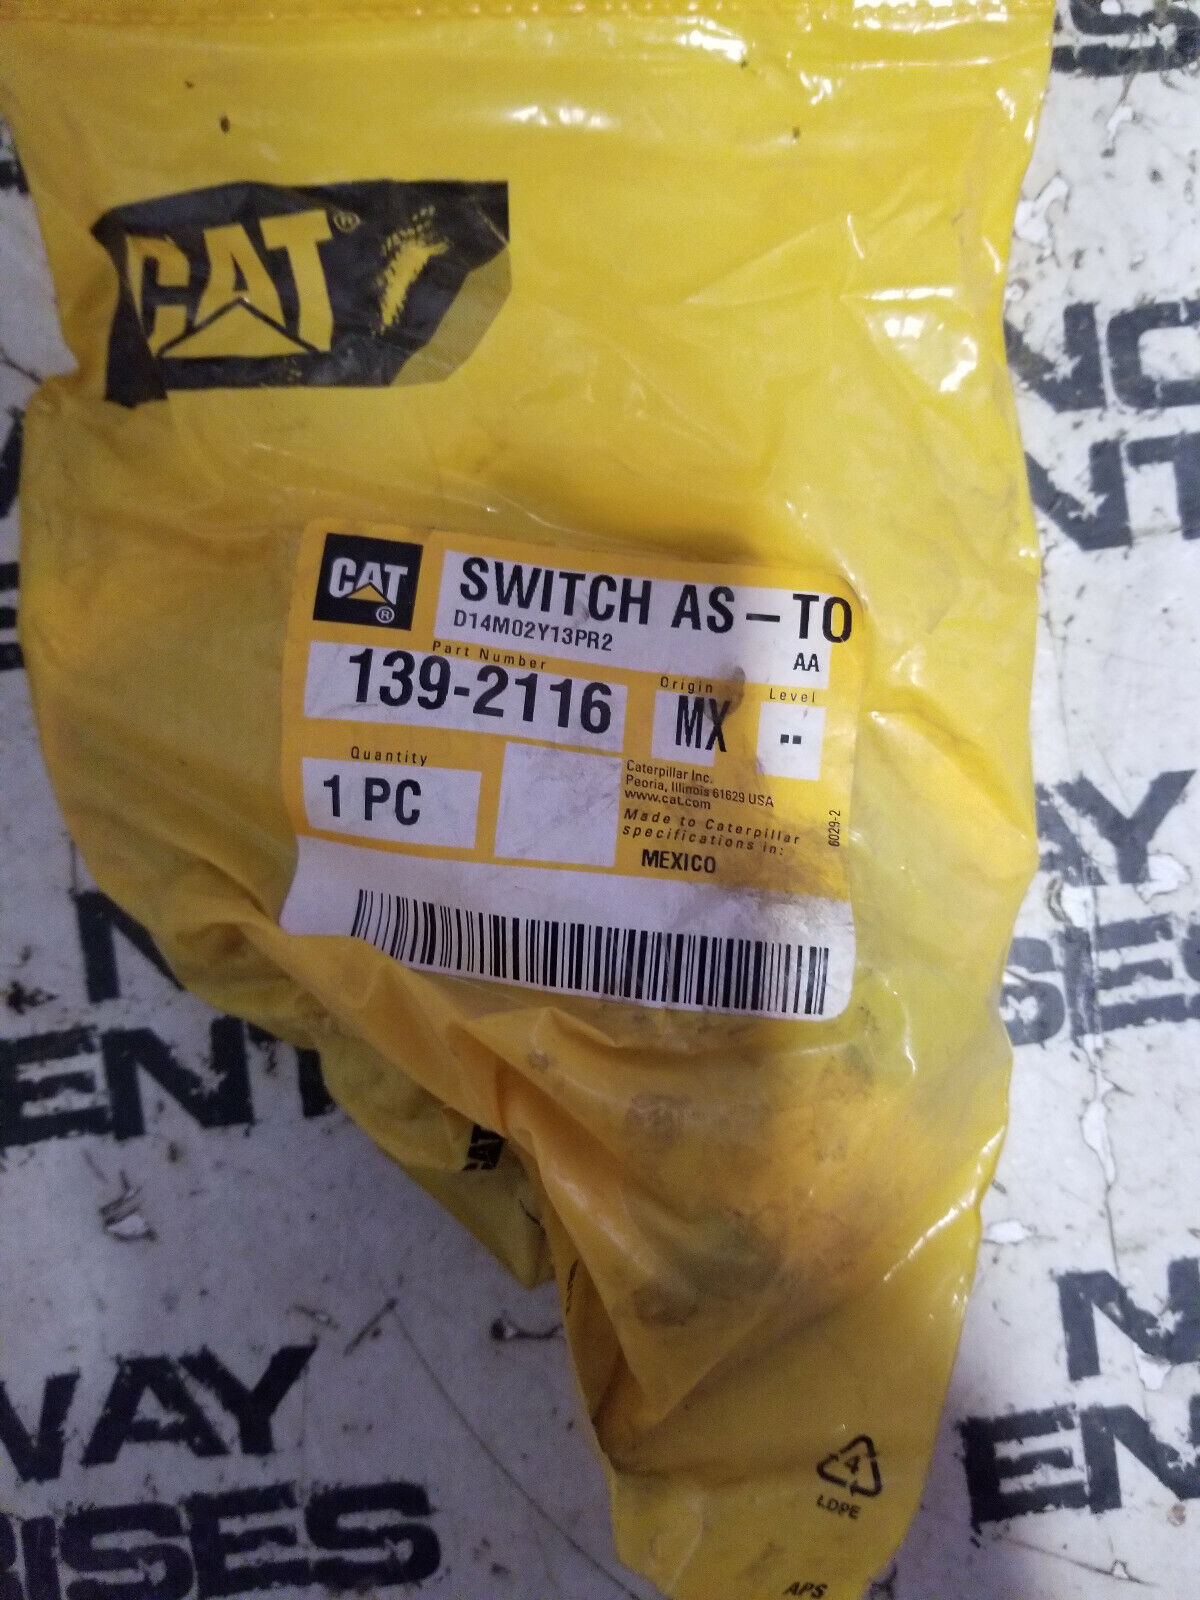 CAT®
CAT®
SWITCH AS-TO
D14M02Y13PR2
AA
Part Number
139-2116
Origin
MX
Level
--
Quantity
1 PC
Caterpillar Inc.
Peoria, Illinois 61629 USA
www.cat.com
Made to Caterpillar
specifications in:
MEXICO
6029-2
4
LDPE
APS